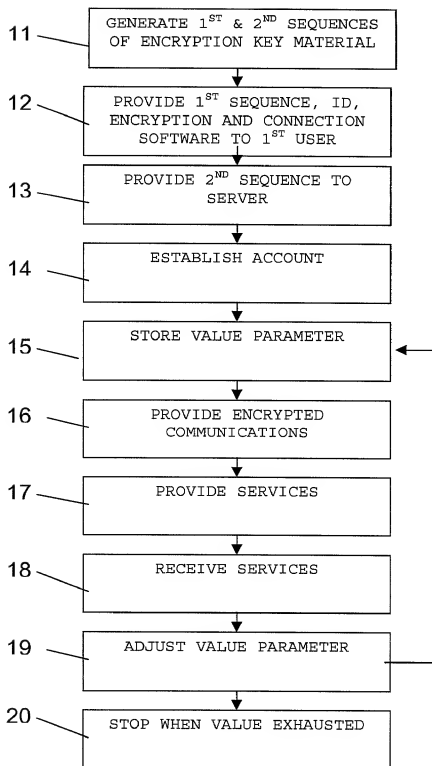 11
GENERATE 1ST & 2ND SEQUENCES
OF ENCRYPTION KEY MATERIAL
12
PROVIDE 1ST SEQUENCE, ID,
ENCRYPTION AND CONNECTION
SOFTWARE TO 1ST USER
13
PROVIDE 2ND SEQUENCE TO
SERVER
14
ESTABLISH ACCOUNT
15
STORE VALUE PARAMETER
16
PROVIDE ENCRYPTED
COMMUNICATIONS
17
PROVIDE SERVICES
18
RECEIVE SERVICES
19
ADJUST VALUE PARAMETER
20
STOP WHEN VALUE EXHAUSTED